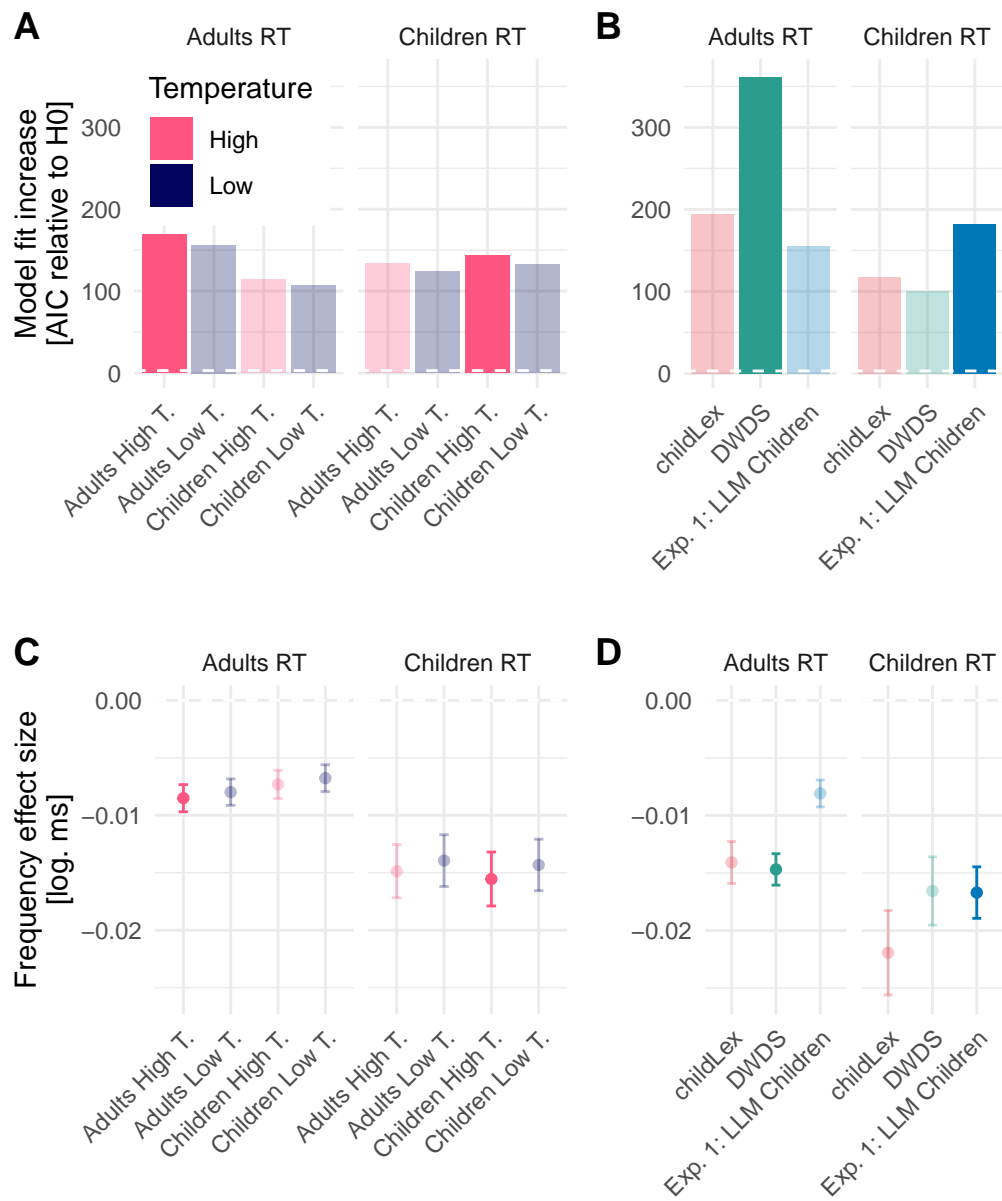 A
Adults RT
Children RT
Temperature
High
Low
Model fit increase
[AIC relative to H0]
300
200
100
0
Adults High T.
Adults Low T.
Children High T.
Children Low T.
Adults High T.
Adults Low T.
Children High T.
Children Low T.
B
Adults RT
Children RT
300
200
100
0
childLex
DWDS
Exp. 1: LLM Children
childLex
DWDS
Exp. 1: LLM Children
C
Adults RT
Children RT
Frequency effect size
[log. ms]
0.00
−0.01
−0.02
Adults High T.
Adults Low T.
Children High T.
Children Low T.
Adults High T.
Adults Low T.
Children High T.
Children Low T.
D
Adults RT
Children RT
0.00
−0.01
−0.02
childLex
DWDS
Exp. 1: LLM Children
childLex
DWDS
Exp. 1: LLM Children